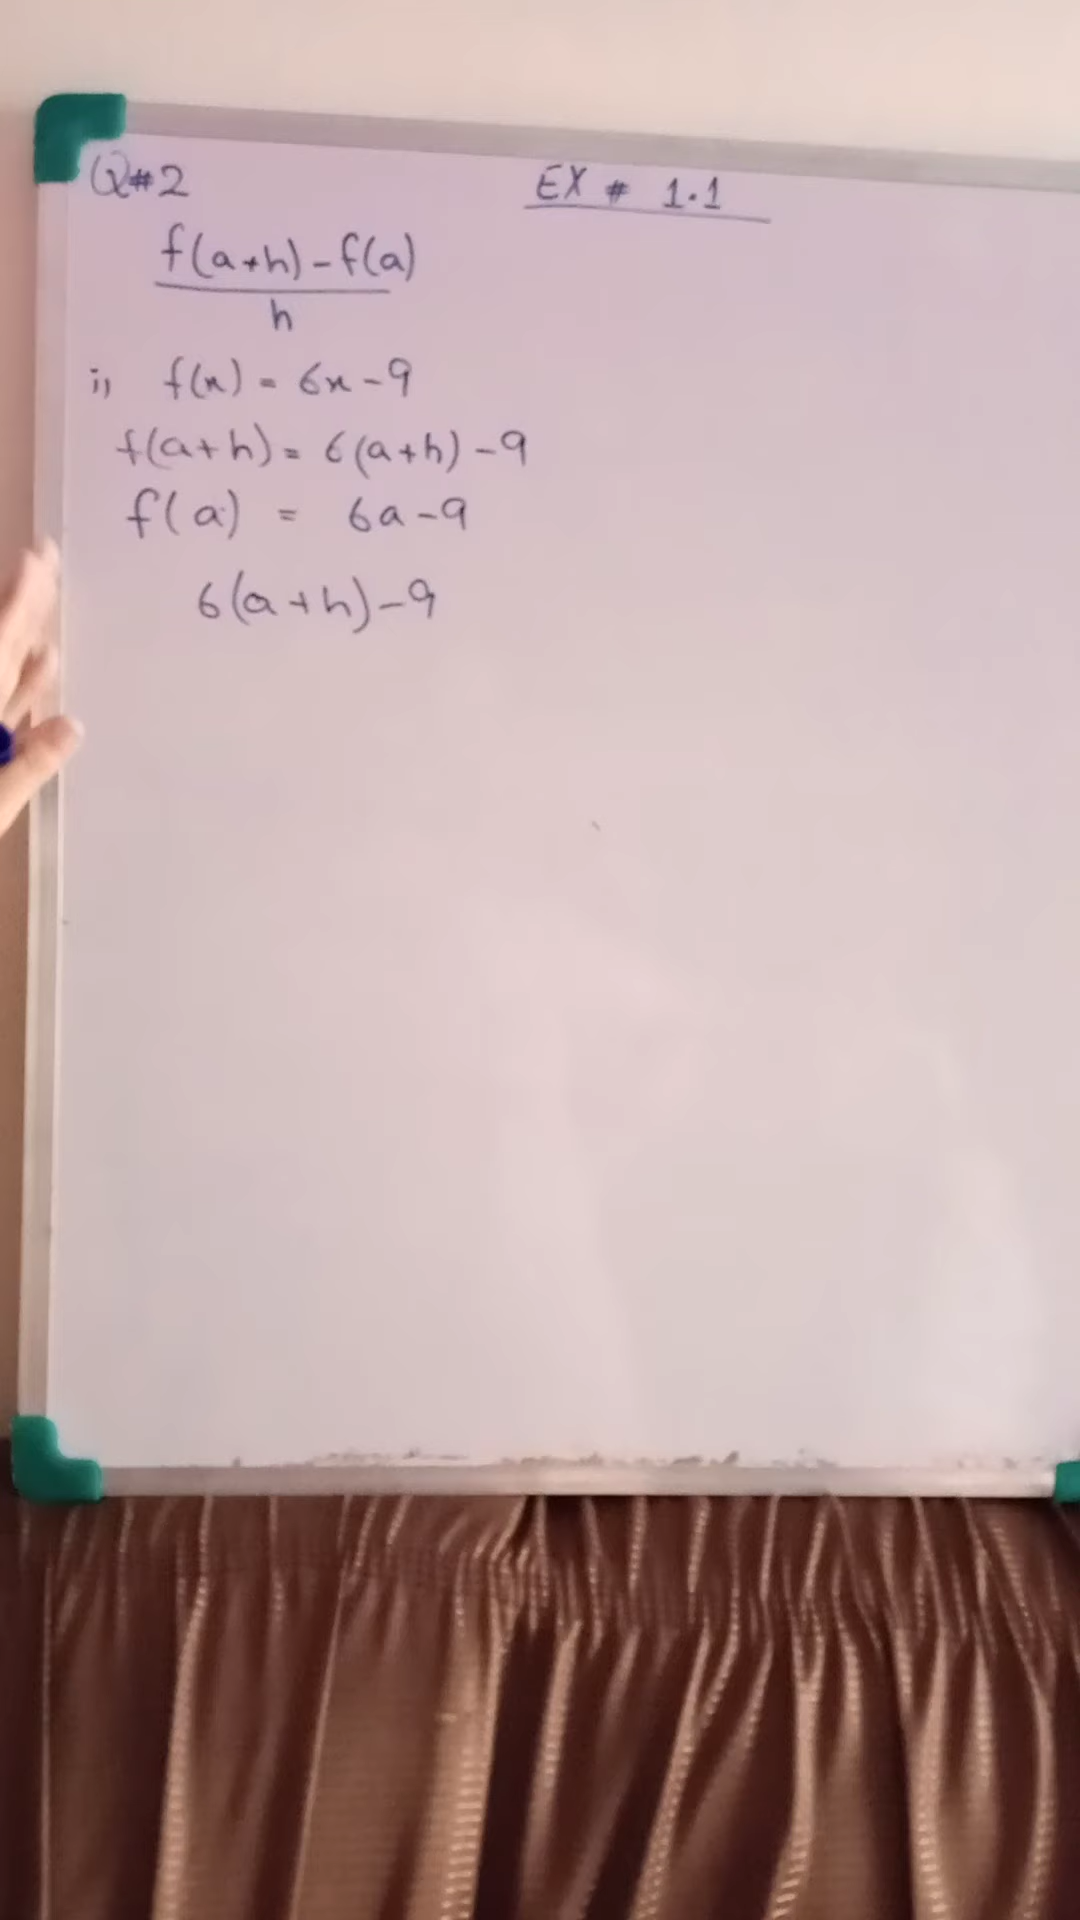 Q#2
EX # 1.1
f(a+h)-f(a)
h
i) f(x) = 6x-9
f(a+h) = 6(a+h)-9
f(a) = 6a-9
6(a+h)-9